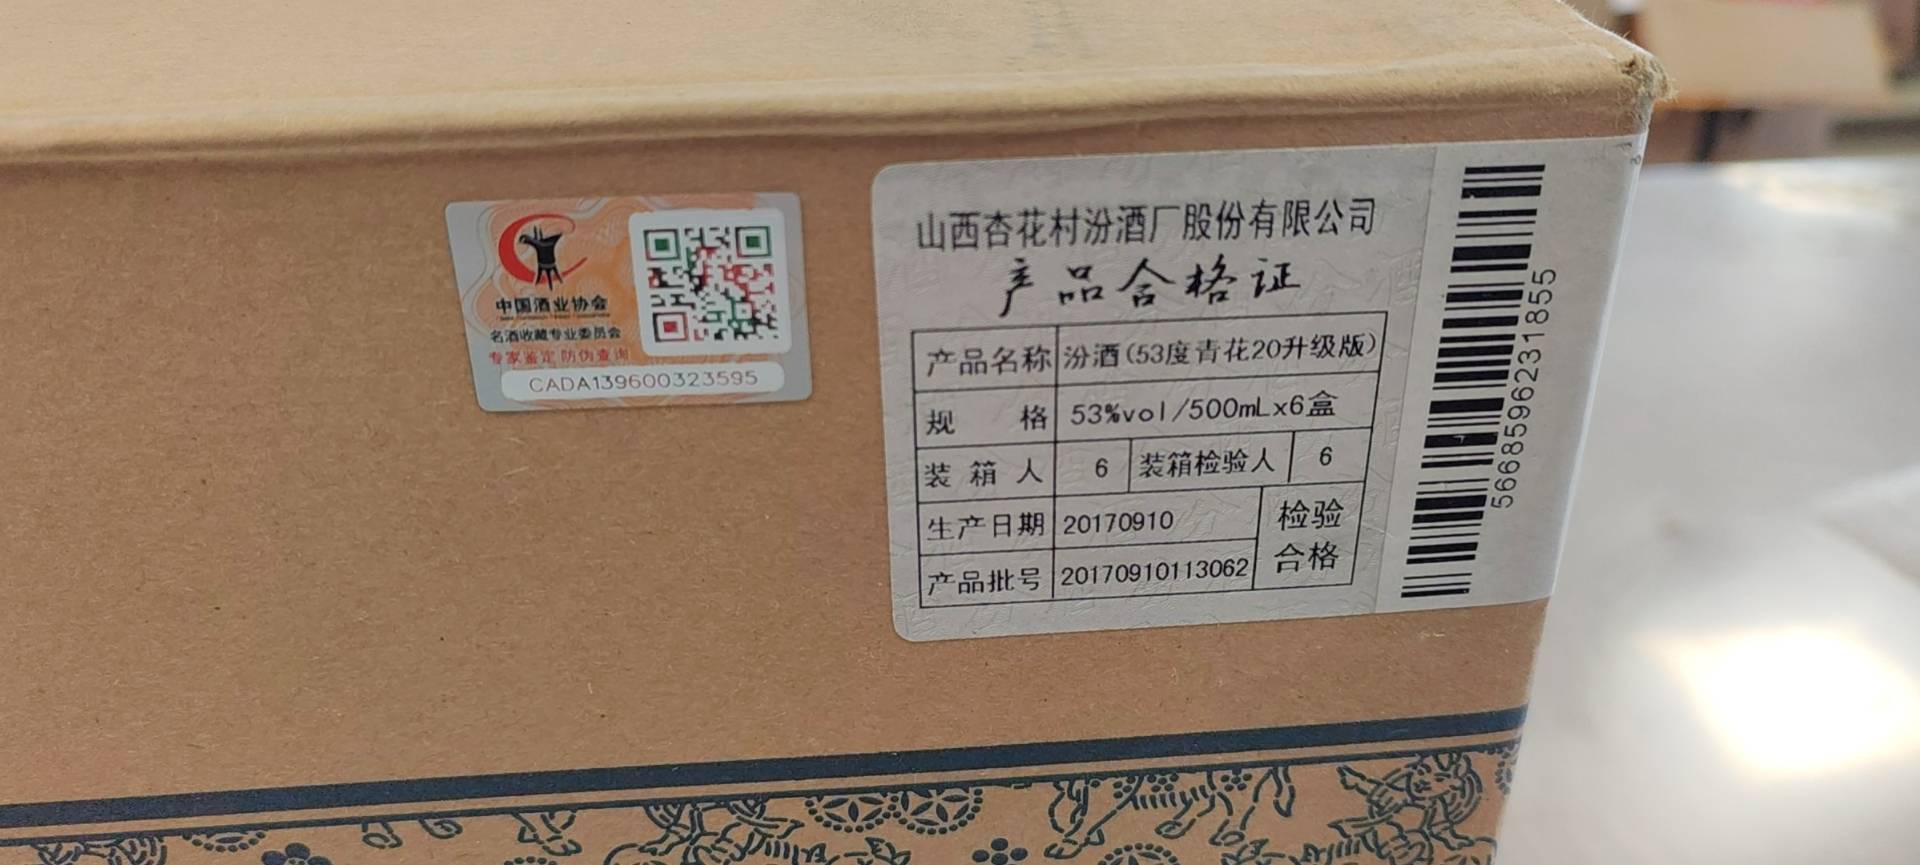 中国酒业协会
名酒收藏专业委员会
专家鉴定 防伪查询
CADA139600323595
山西杏花村汾酒厂股份有限公司
产品合格证
产品名称 汾酒(53度青花20升级版)
规 格 53%vol/500mL×6盒
装 箱 人 6 装箱检验人 6
生产日期 20170910 检验
产品批号 20170910113062 合格
5668596231855